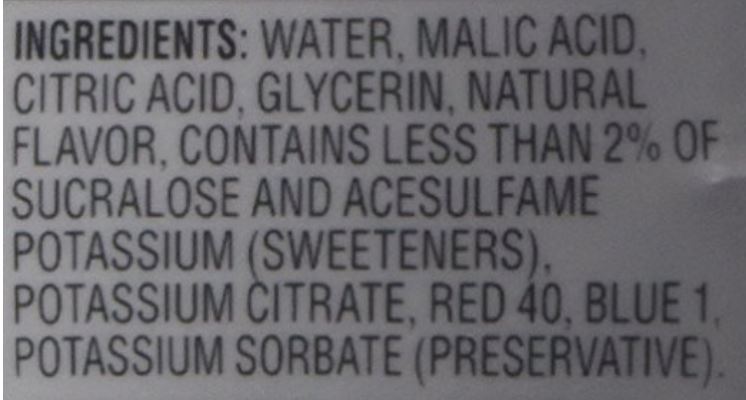 INGREDIENTS: WATER, MALIC ACID,
CITRIC ACID, GLYCERIN, NATURAL
FLAVOR, CONTAINS LESS THAN 2% OF
SUCRALOSE AND ACESULFAME
POTASSIUM (SWEETENERS),
POTASSIUM CITRATE, RED 40, BLUE 1,
POTASSIUM SORBATE (PRESERVATIVE).